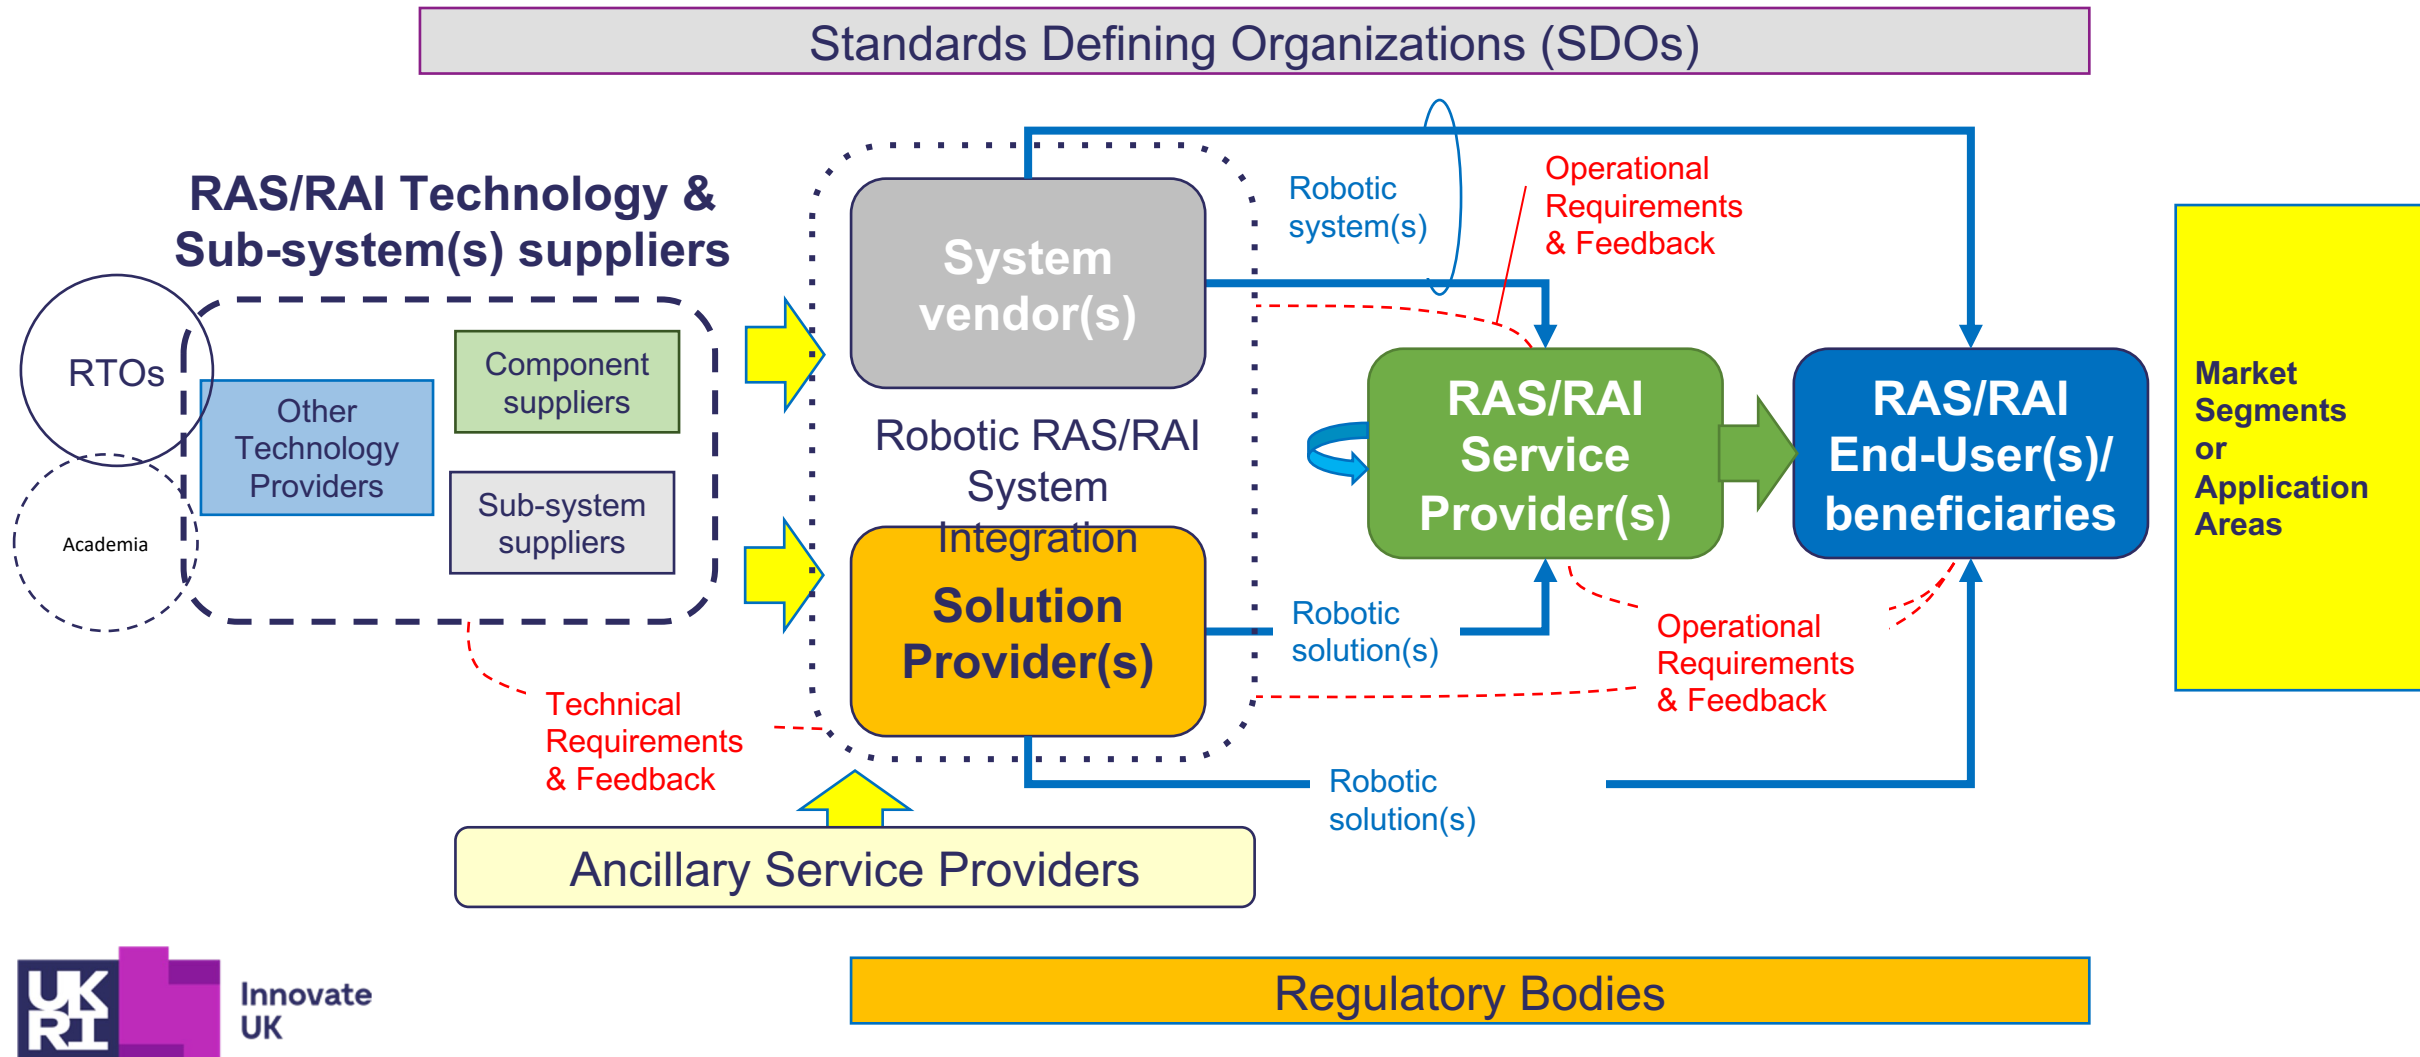 Standards Defining Organizations (SDOs)
RAS/RAI Technology &
Sub-system(s) suppliers
RTOs
Academia
Other
Technology
Providers
Component
suppliers
Sub-system
suppliers
Technical
Requirements
& Feedback
System
vendor(s)
Robotic RAS/RAI
System
Integration
Solution
Provider(s)
Ancillary Service Providers
Robotic
system(s)
Operational
Requirements
& Feedback
RAS/RAI
Service
Provider(s)
RAS/RAI
End-User(s)/
beneficiaries
Robotic
solution(s)
Operational
Requirements
& Feedback
Robotic
solution(s)
Market
Segments
or
Application
Areas
Regulatory Bodies
UK
RI
Innovate
UK